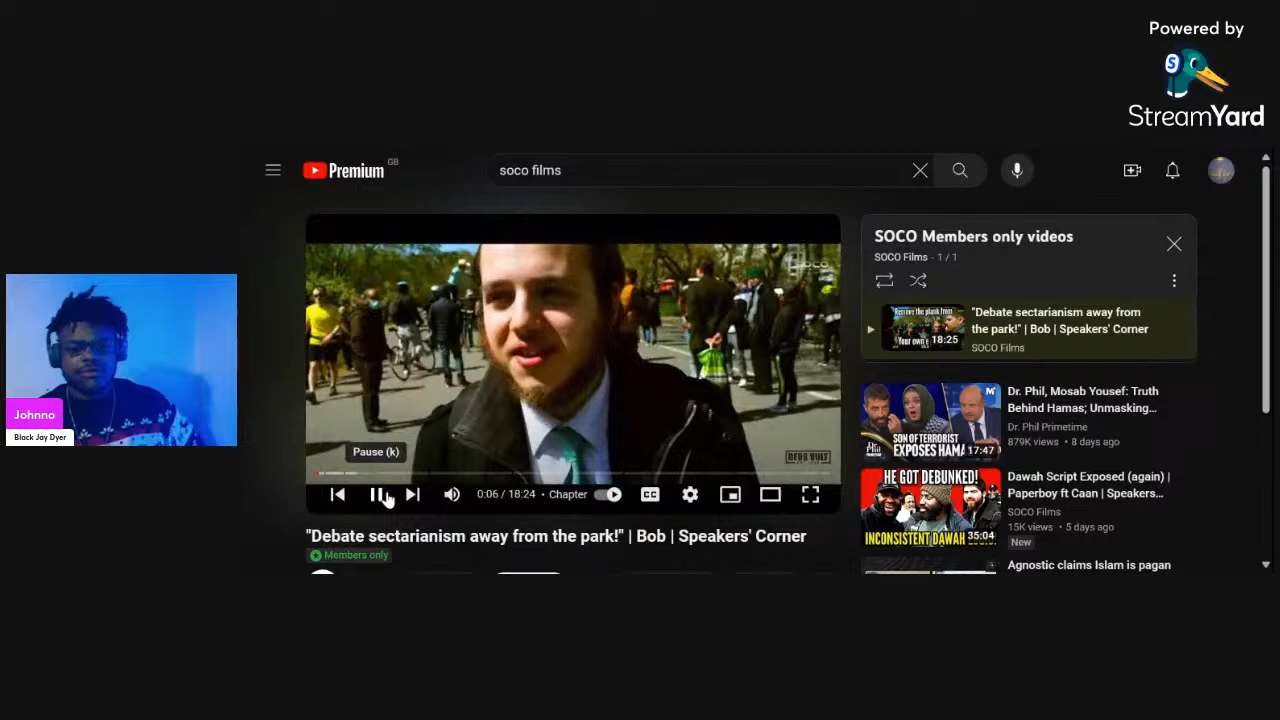 Powered by
StreamYard
Premium GB
soco films
SOCO Members only videos
SOCO Films - 1 / 1
Remove the plank from
Your own e
18:25
"Debate sectarianism away from
the park!" | Bob | Speakers' Corner
SOCO Films
SOCO
DEUS VULT
Pause (k)
0:06 / 18:24 • Chapter
CC
"Debate sectarianism away from the park!" | Bob | Speakers' Corner
Members only
Johnno
Black Jay Dyer
Dr. Phil
SON OF TERRORIST
EXPOSES HAMA
17:47
Dr. Phil, Mosab Yousef: Truth
Behind Hamas; Unmasking...
Dr. Phil Primetime
879K views • 8 days ago
HE GOT DEBUNKED!
INCONSISTENT DAWAH
35:04
Dawah Script Exposed (again) |
Paperboy ft Caan | Speakers...
SOCO Films
15K views • 5 days ago
New
Agnostic claims Islam is pagan